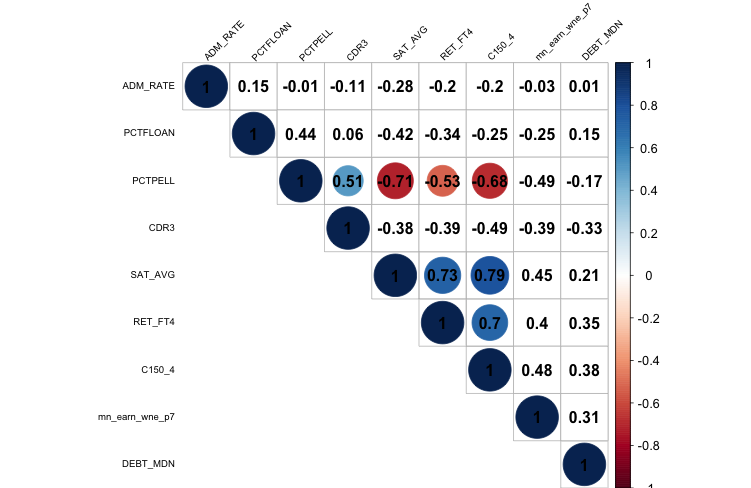 ADM_RATE PCTFLOAN PCTPELL CDR3 SAT_AVG RET_FT4 C150_4 mn_earn_wne_p7 DEBT_MDN
1
ADM_RATE 1 0.15 -0.01 -0.11 -0.28 -0.2 -0.2 -0.03 0.01
0.8
PCTFLOAN 1 0.44 0.06 -0.42 -0.34 -0.25 -0.25 0.15
0.6
PCTPELL 1 0.51 -0.71 -0.53 -0.68 -0.49 -0.17
0.4
CDR3 1 -0.38 -0.39 -0.49 -0.39 -0.33
0.2
SAT_AVG 1 0.73 0.79 0.45 0.21
0
RET_FT4 1 0.7 0.4 0.35
-0.2
-0.4
C150_4 1 0.48 0.38
-0.6
mn_earn_wne_p7 1 0.31
-0.8
DEBT_MDN 1
-1